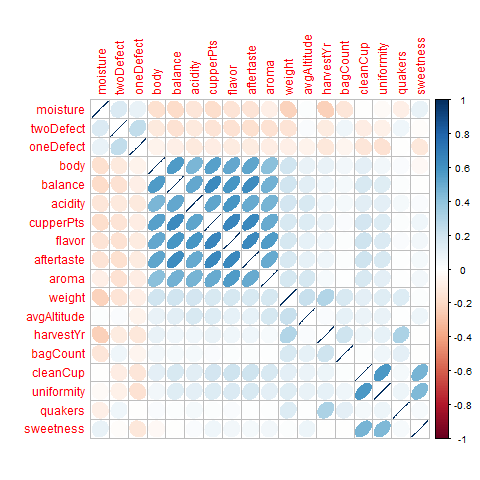 moisture
twoDefect
oneDefect
body
balance
acidity
cupperPts
flavor
aftertaste
aroma
weight
avgAltitude
harvestYr
bagCount
cleanCup
uniformity
quakers
sweetness
moisture
twoDefect
oneDefect
body
balance
acidity
cupperPts
flavor
aftertaste
aroma
weight
avgAltitude
harvestYr
bagCount
cleanCup
uniformity
quakers
sweetness
1
0.8
0.6
0.4
0.2
0
-0.2
-0.4
-0.6
-0.8
-1